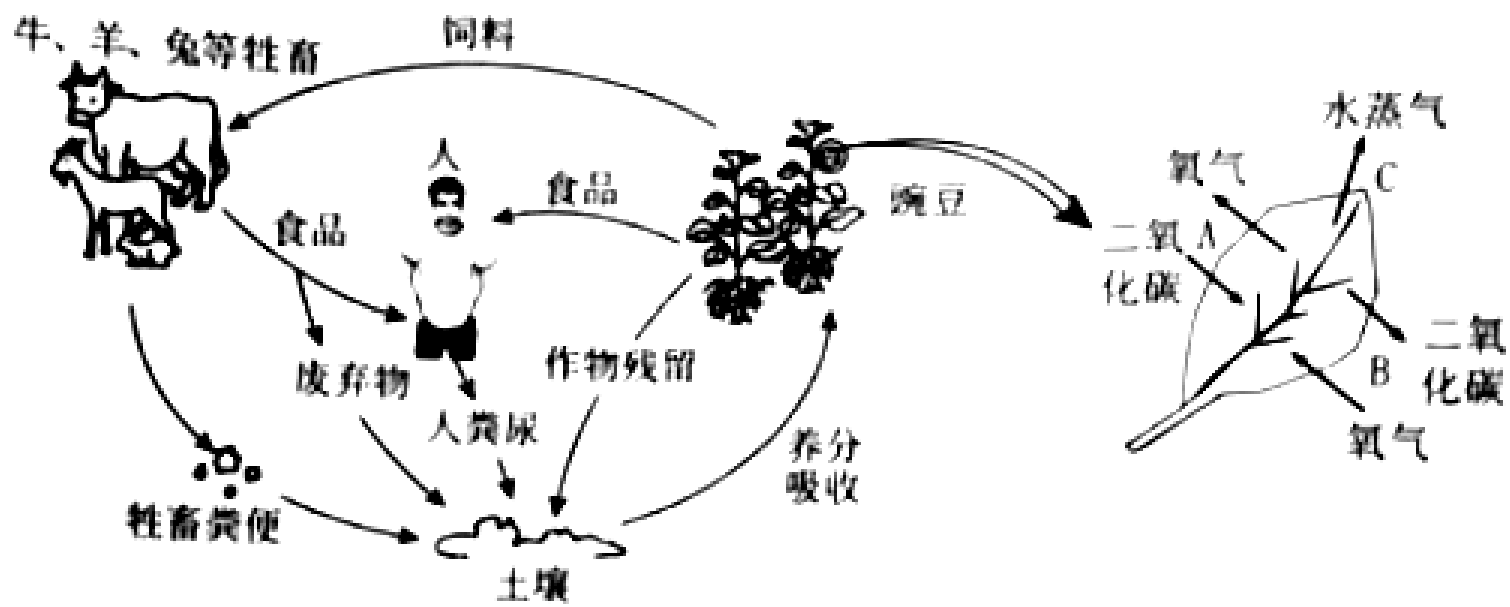 牛、羊、兔等牲畜
饲料
人
食品
食品
豌豆
废弃物
作物残留
人粪尿
养分
吸收
牲畜粪便
土壤
水蒸气
氧气
C
二氧
化碳
A
二氧
化碳
B
氧气